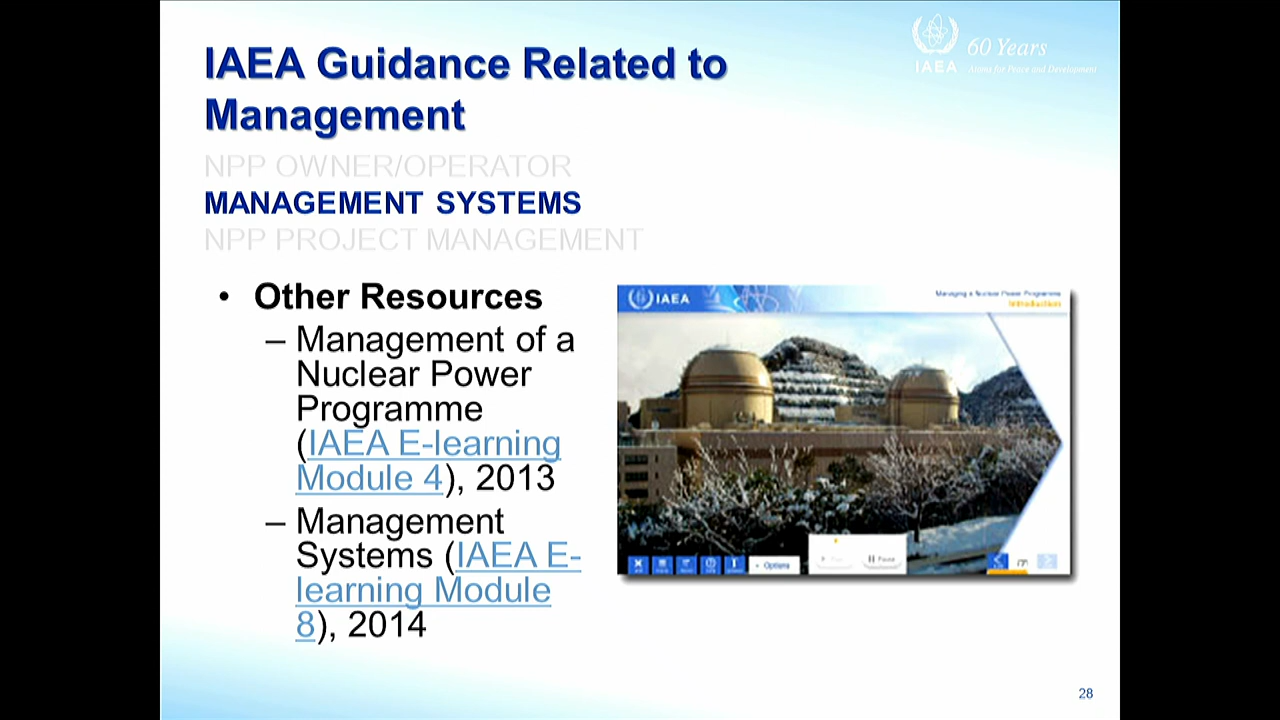 IAEA Guidance Related to
Management
60 Years
IAEA
Atoms for Peace and Development
NPP OWNER/OPERATOR
MANAGEMENT SYSTEMS
NPP PROJECT MANAGEMENT
• Other Resources
– Management of a
Nuclear Power
Programme
(IAEA E-learning
Module 4), 2013
– Management
Systems (IAEA E-
learning Module
8), 2014
IAEA
Managing a Nuclear Power Programme
Introduction
Options
Pause
28